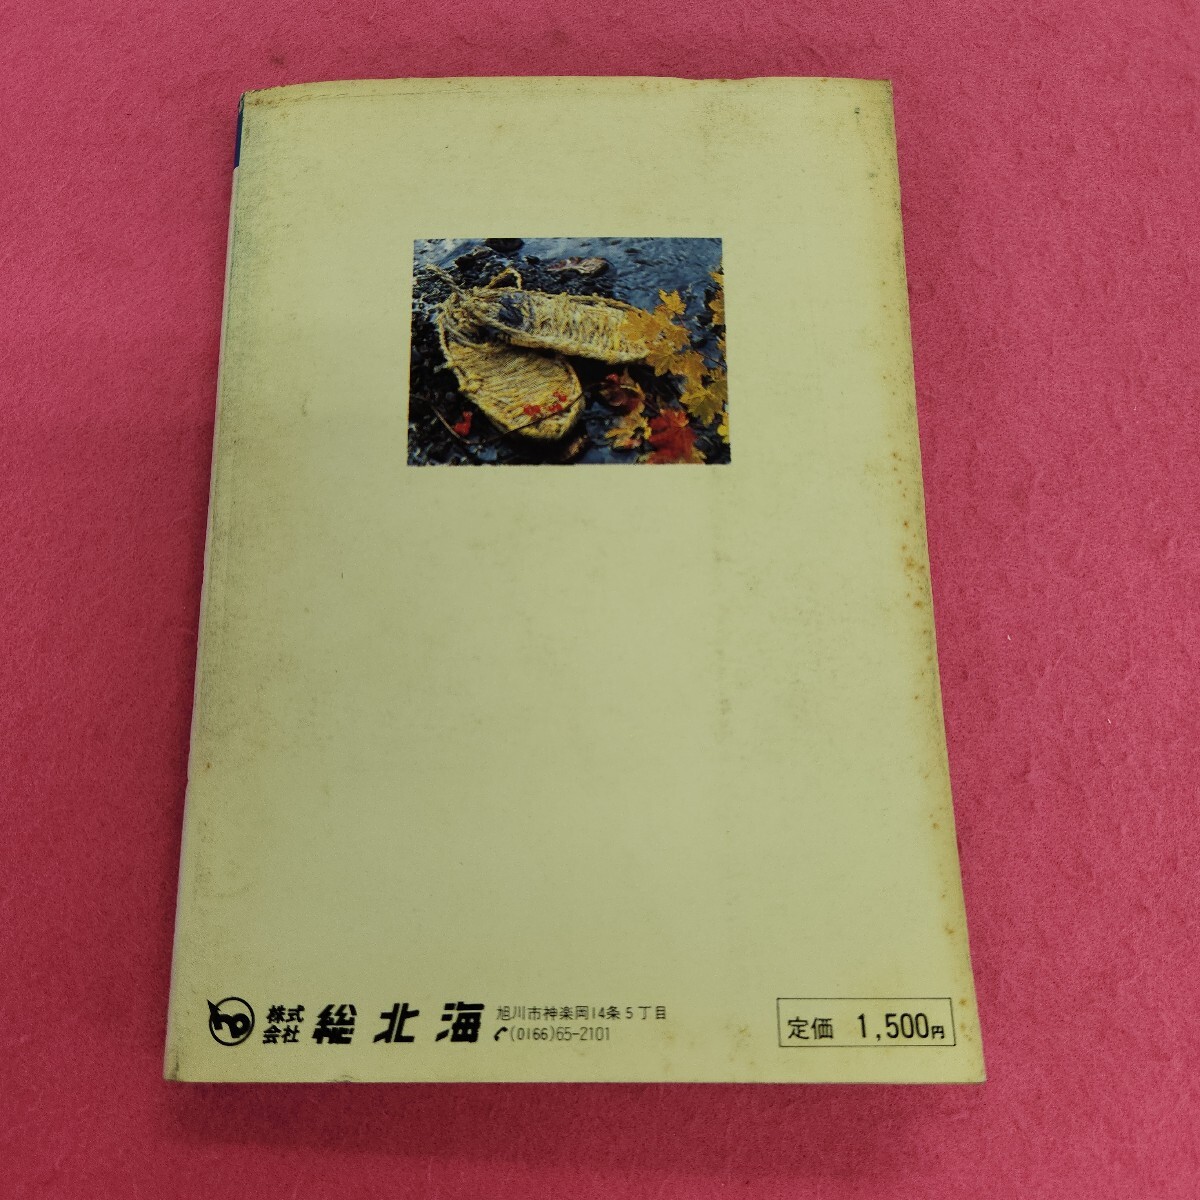 株式
会社
総北海
旭川市神楽岡14条5丁目
(0166)65-2101
定価 1,500円